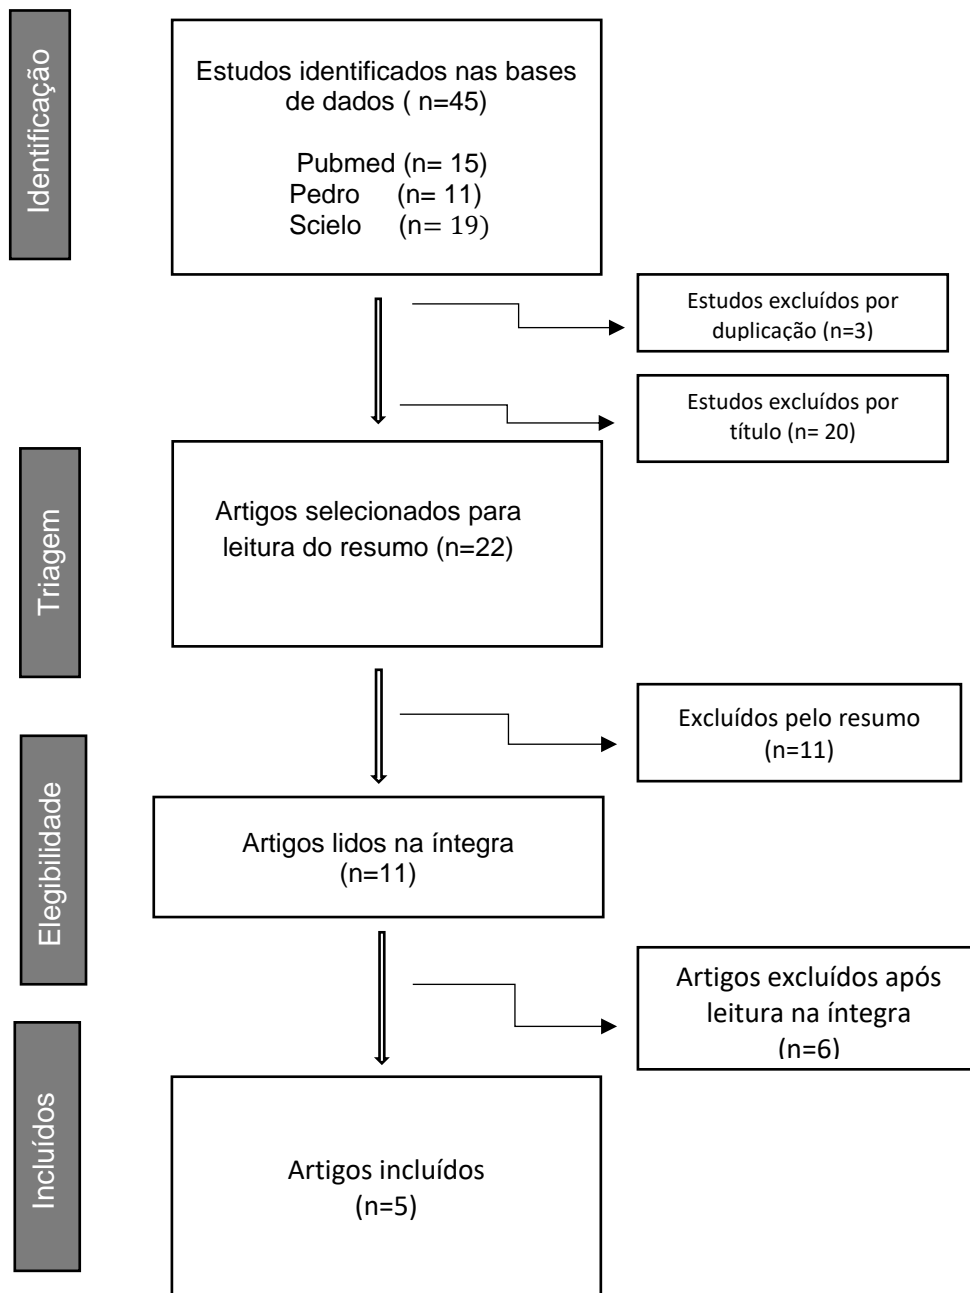 Identificação
Estudos identificados nas bases
de dados ( n=45)
Pubmed (n= 15)
Pedro (n= 11)
Scielo (n= 19)
Estudos excluídos por
duplicação (n=3)
Estudos excluídos por
título (n= 20)
Triagem
Artigos selecionados para
leitura do resumo (n=22)
Excluídos pelo resumo
(n=11)
Elegibilidade
Artigos lidos na íntegra
(n=11)
Artigos excluídos após
leitura na íntegra
(n=6)
Incluídos
Artigos incluídos
(n=5)